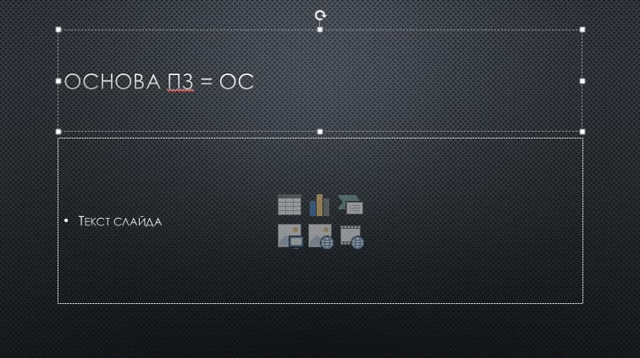 ОСНОВА ПЗ = ОС
• ТЕКСТ СЛАЙДА